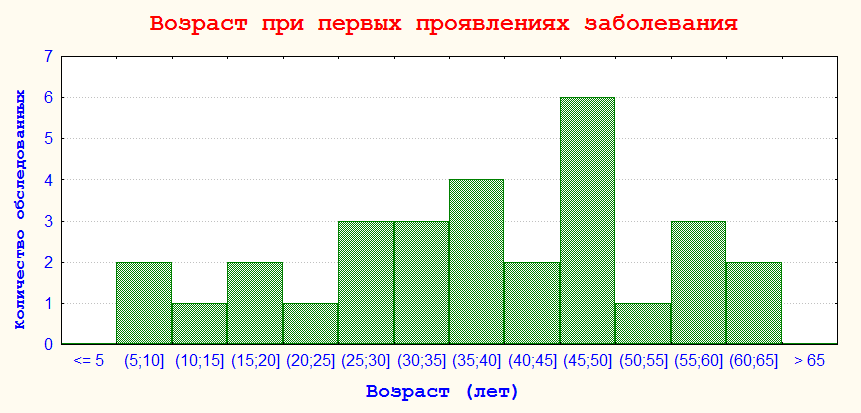 Возраст при первых проявлениях заболевания
Количество обследованных
7
6
5
4
3
2
1
0
<= 5 (5;10] (10;15] (15;20] (20;25] (25;30] (30;35] (35;40] (40;45] (45;50] (50;55] (55;60] (60;65] > 65
Возраст (лет)